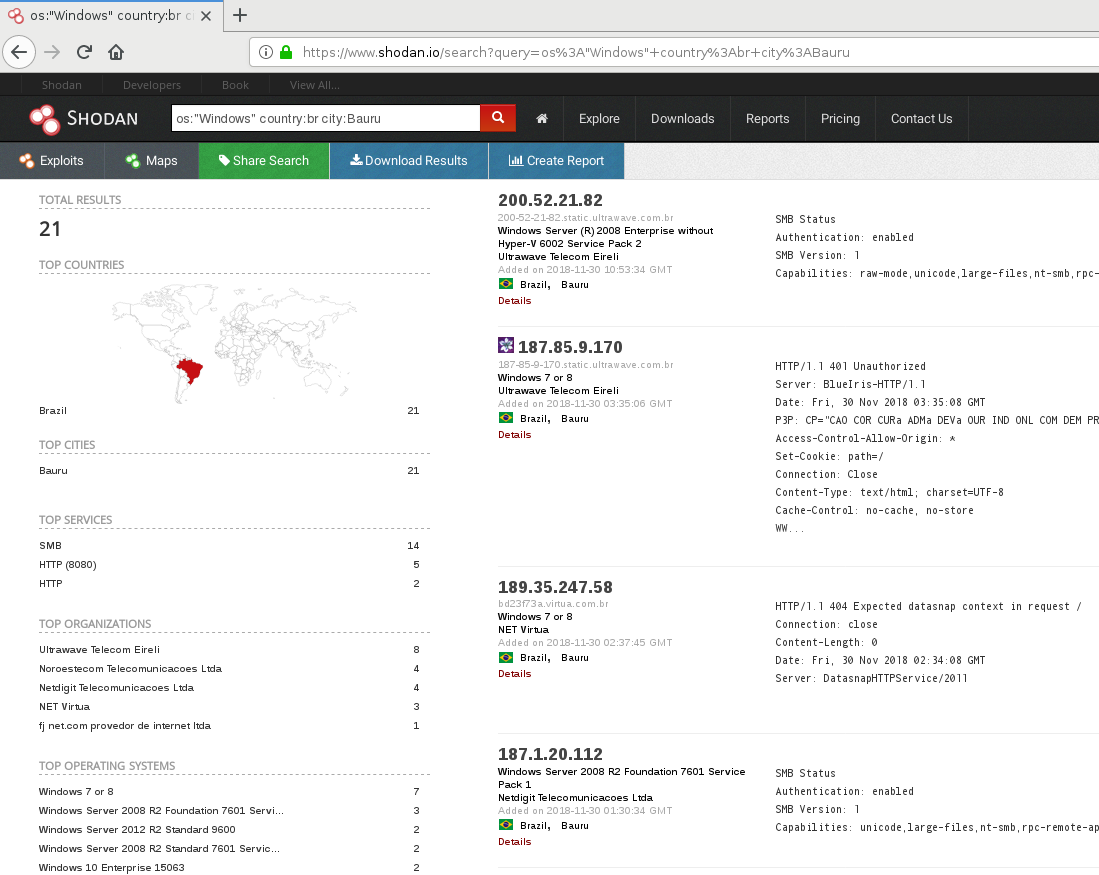 os:"Windows" country:br ci
https://www.shodan.io/search?query=os%3A"Windows"+country%3Abr+city%3ABauru
Shodan Developers Book View All...
SHODAN
os:"Windows" country:br city:Bauru
Explore Downloads Reports Pricing Contact Us
Exploits Maps Share Search Download Results Create Report
TOTAL RESULTS
21
TOP COUNTRIES
Brazil 21
TOP CITIES
Bauru 21
TOP SERVICES
SMB 14
HTTP (8080) 5
HTTP 2
TOP ORGANIZATIONS
Ultrawave Telecom Eireli 8
Noroestecom Telecomunicacoes Ltda 4
Netdigit Telecomunicacoes Ltda 4
NET Virtua 3
fj net.com provedor de internet ltda 1
TOP OPERATING SYSTEMS
Windows 7 or 8 7
Windows Server 2008 R2 Foundation 7601 Servi... 3
Windows Server 2012 R2 Standard 9600 2
Windows Server 2008 R2 Standard 7601 Servic... 2
Windows 10 Enterprise 15063 2
200.52.21.82
200-52-21-82.static.ultrawave.com.br
Windows Server (R) 2008 Enterprise without
Hyper-V 6002 Service Pack 2
Ultrawave Telecom Eireli
Added on 2018-11-30 10:53:34 GMT
Brazil, Bauru
Details
SMB Status
Authentication: enabled
SMB Version: 1
Capabilities: raw-mode,unicode,large-files,nt-smb,rpc-
187.85.9.170
187-85-9-170.static.ultrawave.com.br
Windows 7 or 8
Ultrawave Telecom Eireli
Added on 2018-11-30 03:35:06 GMT
Brazil, Bauru
Details
HTTP/1.1 401 Unauthorized
Server: BlueIris-HTTP/1.1
Date: Fri, 30 Nov 2018 03:35:08 GMT
P3P: CP="CAO COR CURa ADMa DEVa OUR IND ONL COM DEM PR
Access-Control-Allow-Origin: *
Set-Cookie: path=/
Connection: Close
Content-Type: text/html; charset=UTF-8
Cache-Control: no-cache, no-store
WW...
189.35.247.58
bd23f73a.virtua.com.br
Windows 7 or 8
NET Virtua
Added on 2018-11-30 02:37:45 GMT
Brazil, Bauru
Details
HTTP/1.1 404 Expected datasnap context in request /
Connection: close
Content-Length: 0
Date: Fri, 30 Nov 2018 02:34:08 GMT
Server: DatasnapHTTPService/2011
187.1.20.112
Windows Server 2008 R2 Foundation 7601 Service
Pack 1
Netdigit Telecomunicacoes Ltda
Added on 2018-11-30 01:30:34 GMT
Brazil, Bauru
Details
SMB Status
Authentication: enabled
SMB Version: 1
Capabilities: unicode,large-files,nt-smb,rpc-remote-ap